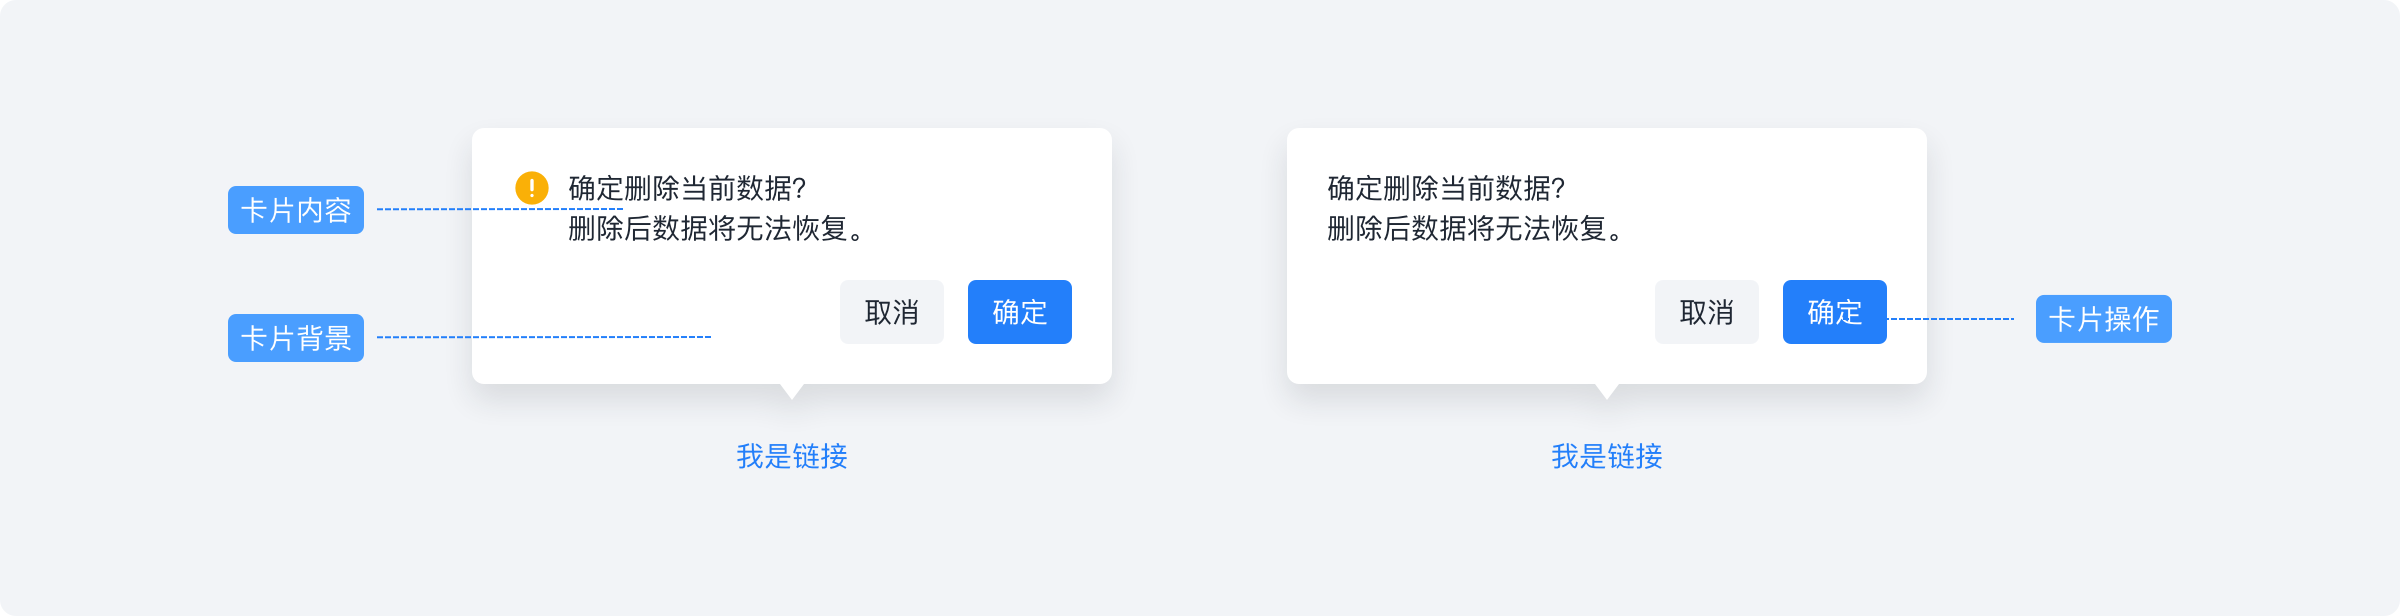 卡片内容
卡片背景
确定删除当前数据?
删除后数据将无法恢复。
取消
确定
我是链接
确定删除当前数据?
删除后数据将无法恢复。
取消
确定
我是链接
卡片操作